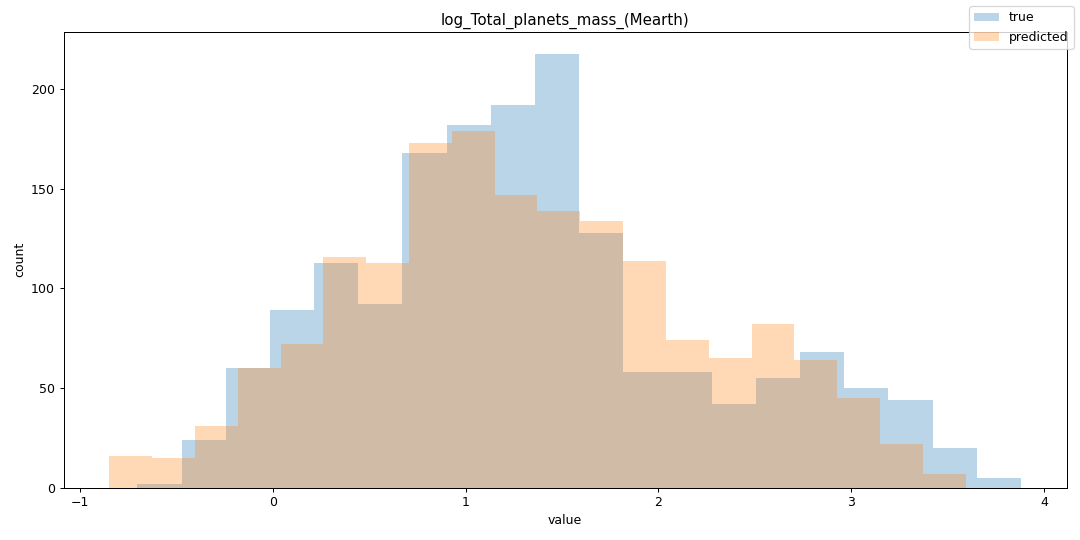 log_Total_planets_mass_(Mearth)
true
predicted
200
150
100
50
0
count
−1
0
1
2
3
4
value